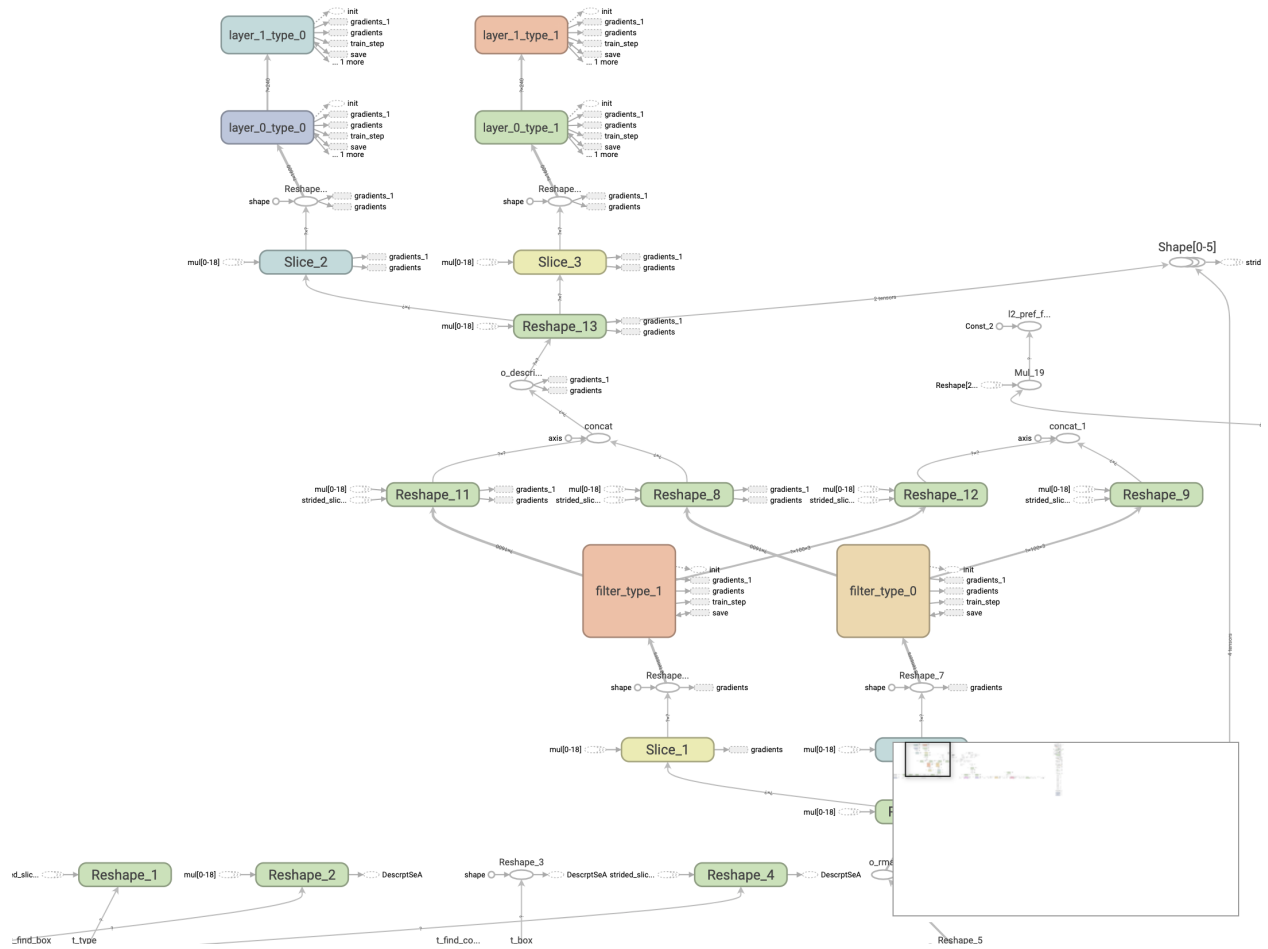 init
gradients_1
layer_1_type_0
gradients
train_step
save
... 1 more
init
gradients_1
layer_1_type_1
gradients
train_step
save
... 1 more
init
gradients_1
layer_0_type_0
gradients
train_step
save
... 1 more
init
gradients_1
layer_0_type_1
gradients
train_step
save
... 1 more
Reshape...
shape
gradients_1
gradients
Reshape...
shape
gradients_1
gradients
mul[0-18]
Slice_2
gradients_1
gradients
mul[0-18]
Slice_3
gradients_1
gradients
Shape[0-5]
strid
2 tensors
mul[0-18]
Reshape_13
gradients_1
gradients
l2_pref_f...
Const_2
o_descri...
gradients_1
gradients
Mul_19
Reshape[2...
concat
axis
concat_1
axis
mul[0-18]
strided_slic...
Reshape_11
gradients_1
gradients
mul[0-18]
strided_slic...
Reshape_8
gradients_1
gradients
mul[0-18]
strided_slic...
Reshape_12
mul[0-18]
strided_slic...
Reshape_9
filter_type_1
init
gradients_1
gradients
train_step
save
filter_type_0
init
gradients_1
gradients
train_step
save
4 tensors
Reshape...
shape
gradients
Reshape_7
shape
gradients
mul[0-18]
Slice_1
gradients
mul[0-18]
mul[0-18]
Reshape_1
mul[0-18]
Reshape_2
DescrptSeA
Reshape_3
shape
DescrptSeA
strided_slic...
Reshape_4
DescrptSeA
_find_box
t_type
t_find_co...
t_box
Reshape_5